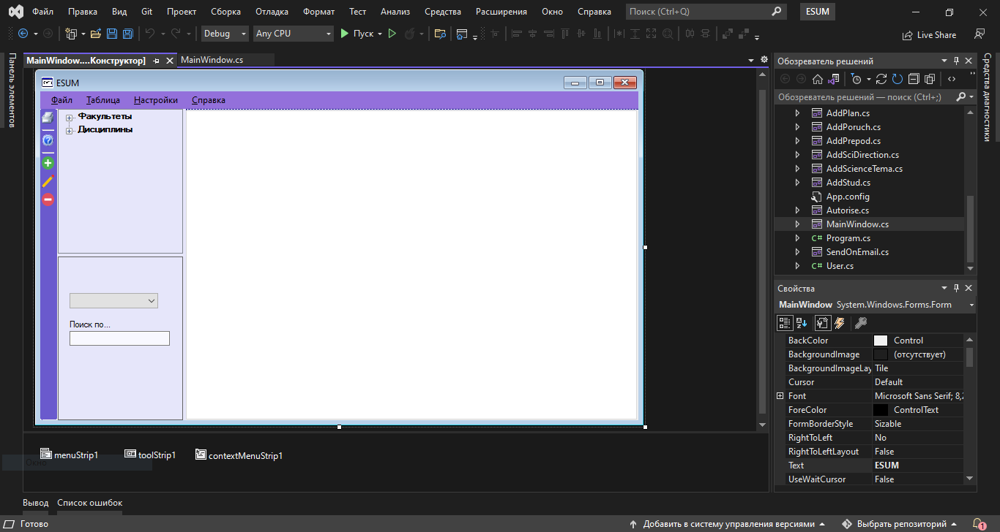 Файл Правка Вид Git Проект Сборка Отладка Формат Тест Анализ Средства Расширения Окно Справка Поиск (Ctrl+Q) ESUM
Debug Any CPU Пуск Live Share
Панель элементов
MainWindow....Конструктор] MainWindow.cs
ESUM
Файл Таблица Настройки Справка
Факультеты
Дисциплины
Поиск по...
menuStrip1 toolStrip1 contextMenuStrip1
Окно
Обозреватель решений
Обозреватель решений — поиск (Ctrl+;)
AddPlan.cs
AddPoruch.cs
AddPrepod.cs
AddSciDirection.cs
AddScienceTema.cs
AddStud.cs
App.config
Autorise.cs
MainWindow.cs
C# Program.cs
SendOnEmail.cs
C# User.cs
Свойства
MainWindow System.Windows.Forms.Form
BackColor Control
BackgroundImage (отсутствует)
BackgroundImageLay Tile
Cursor Default
Font Microsoft Sans Serif; 8,2
ForeColor ControlText
FormBorderStyle Sizable
RightToLeft No
RightToLeftLayout False
Text ESUM
UseWaitCursor False
Средства диагностики
Вывод Список ошибок
Готово Добавить в систему управления версиями Выбрать репозиторий 1